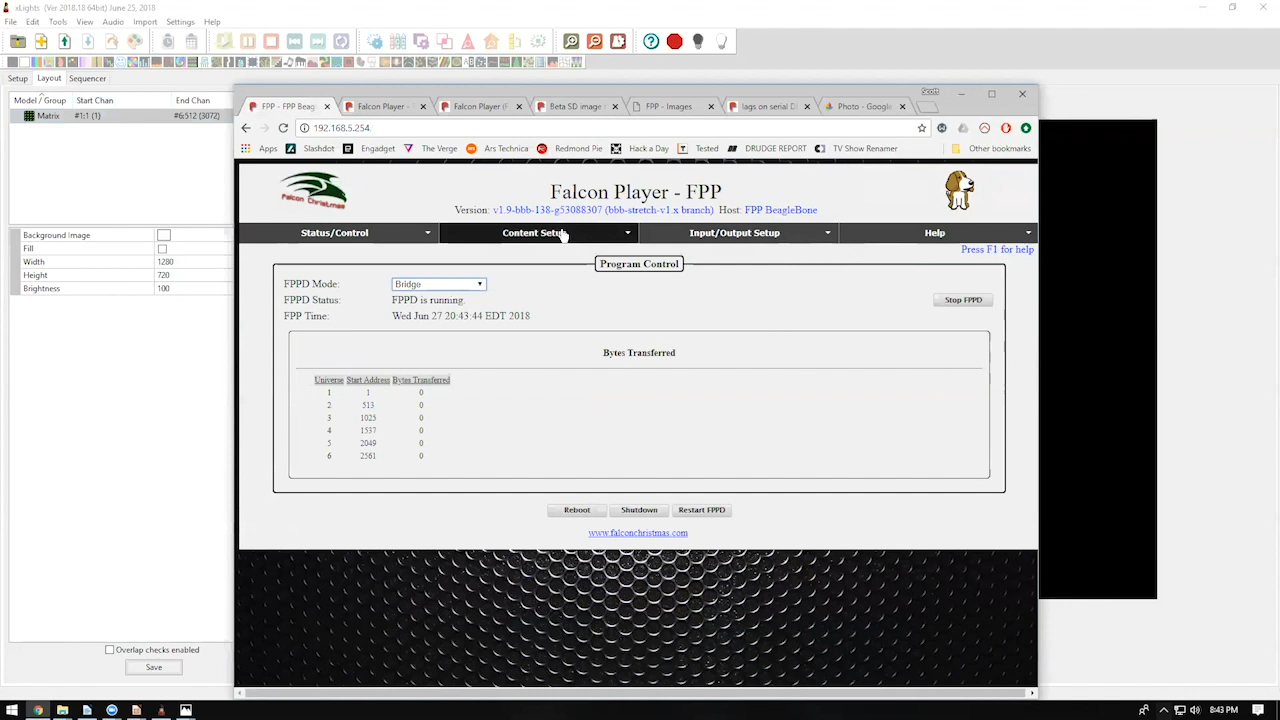 xLights (Ver 2018.18 64bit) June 25, 2018
File Edit Tools View Audio Import Settings Help
Setup Layout Sequencer
Model / Group Start Chan End Chan
Matrix #1:1 (1) #6:512 (3072)
Background Image
Fill
Width 1280
Height 720
Brightness 100
Overlap checks enabled
Save
Scott
FPP - FPP Beag Falcon Player - Falcon Player (F Beta SD image FPP - Images lags on serial D Photo - Google
192.168.5.254
Apps Slashdot Engadget The Verge Ars Technica Redmond Pie Hack a Day Tested DRUDGE REPORT TV Show Renamer Other bookmarks
Falcon Christmas
Falcon Player - FPP
Version: v1.9-bbb-138-g53088307 (bbb-stretch-v1.x branch) Host: FPP BeagleBone
Status/Control Content Setup Input/Output Setup Help
Press F1 for help
Program Control
FPPD Mode: Bridge
FPPD Status: FPPD is running.
Stop FPPD
FPP Time: Wed Jun 27 20:43:44 EDT 2018
Bytes Transferred
Universe Start Address Bytes Transferred
1 1 0
2 513 0
3 1025 0
4 1537 0
5 2049 0
6 2561 0
Reboot Shutdown Restart FPPD
www.falconchristmas.com
8:43 PM